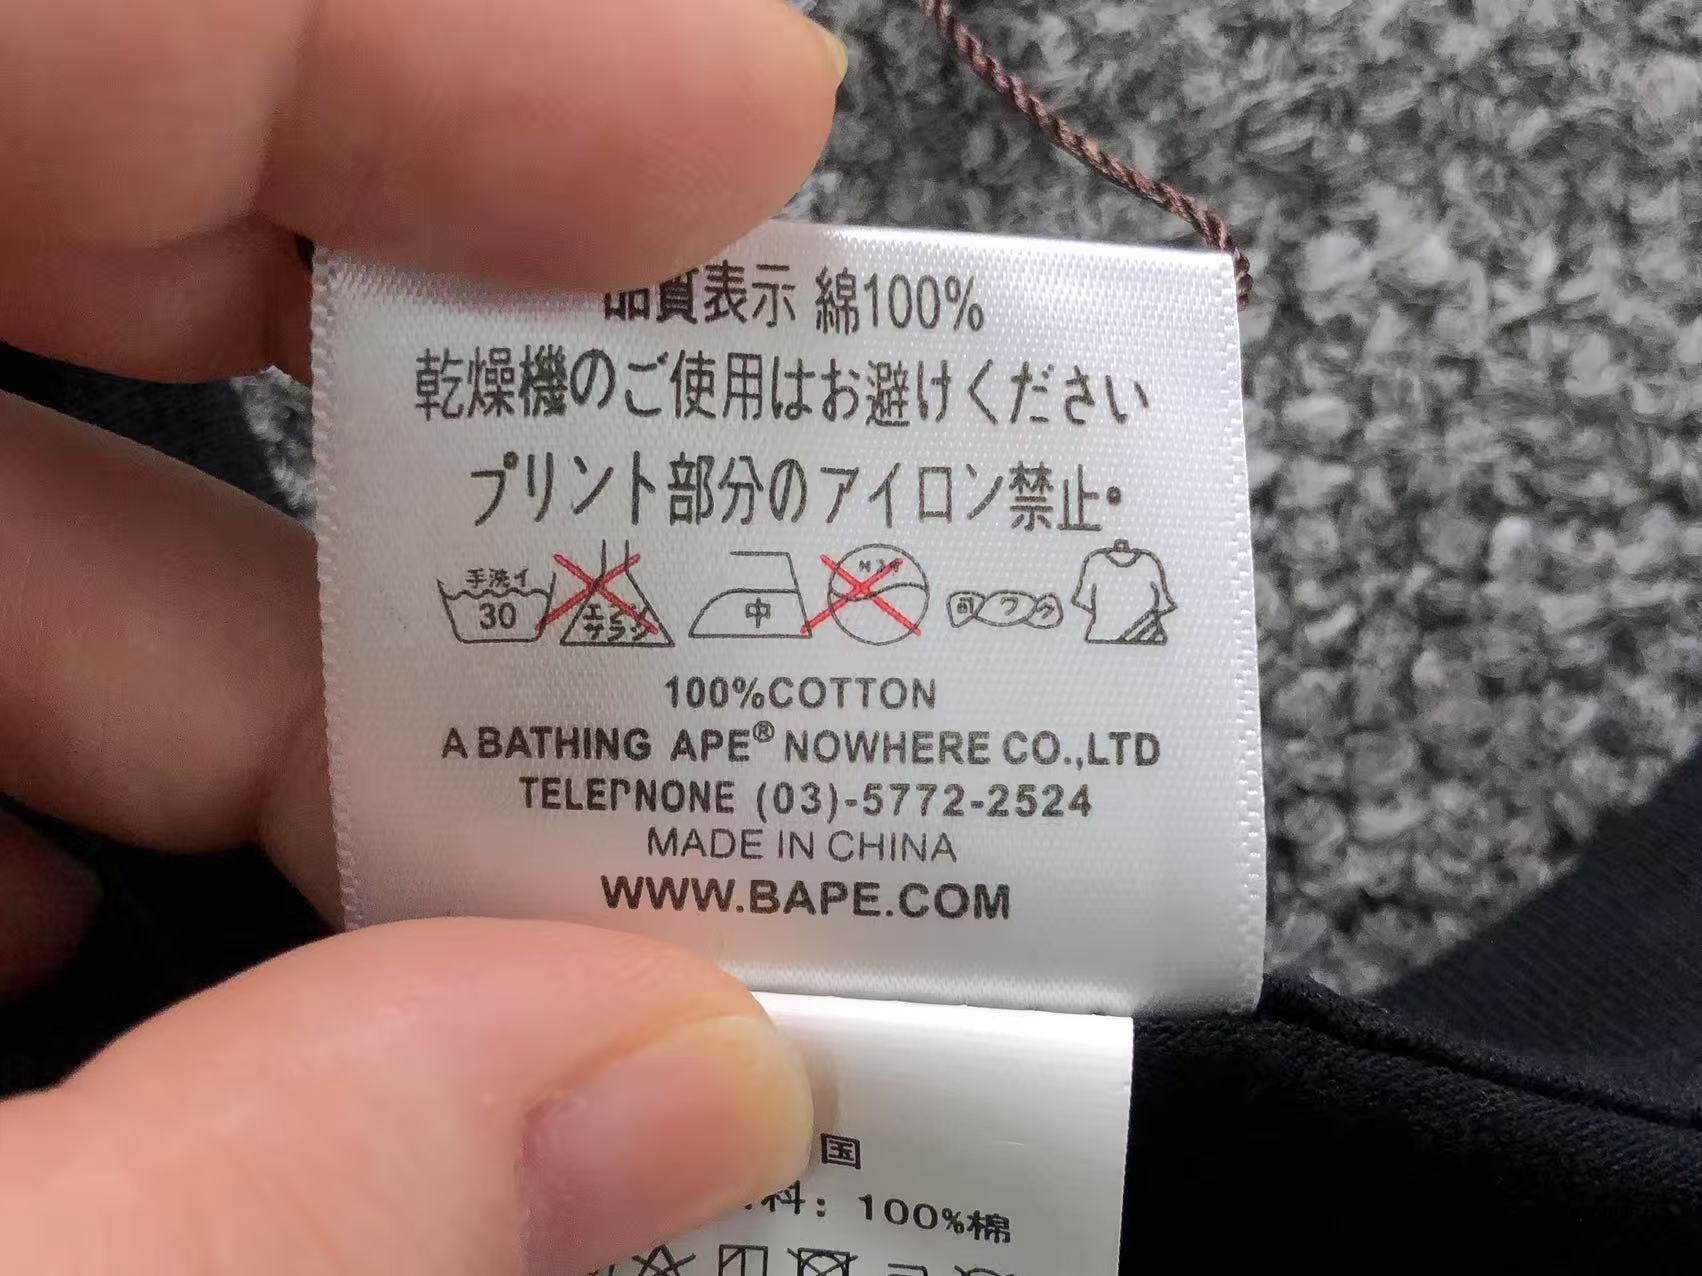 品質表示 綿100%
乾燥機のご使用はお避けください
プリント部分のアイロン禁止。
手洗イ
30
中
100%COTTON
A BATHING APE® NOWHERE CO.,LTD
TELEPNONE (03)-5772-2524
MADE IN CHINA
WWW.BAPE.COM
国
料: 100%棉